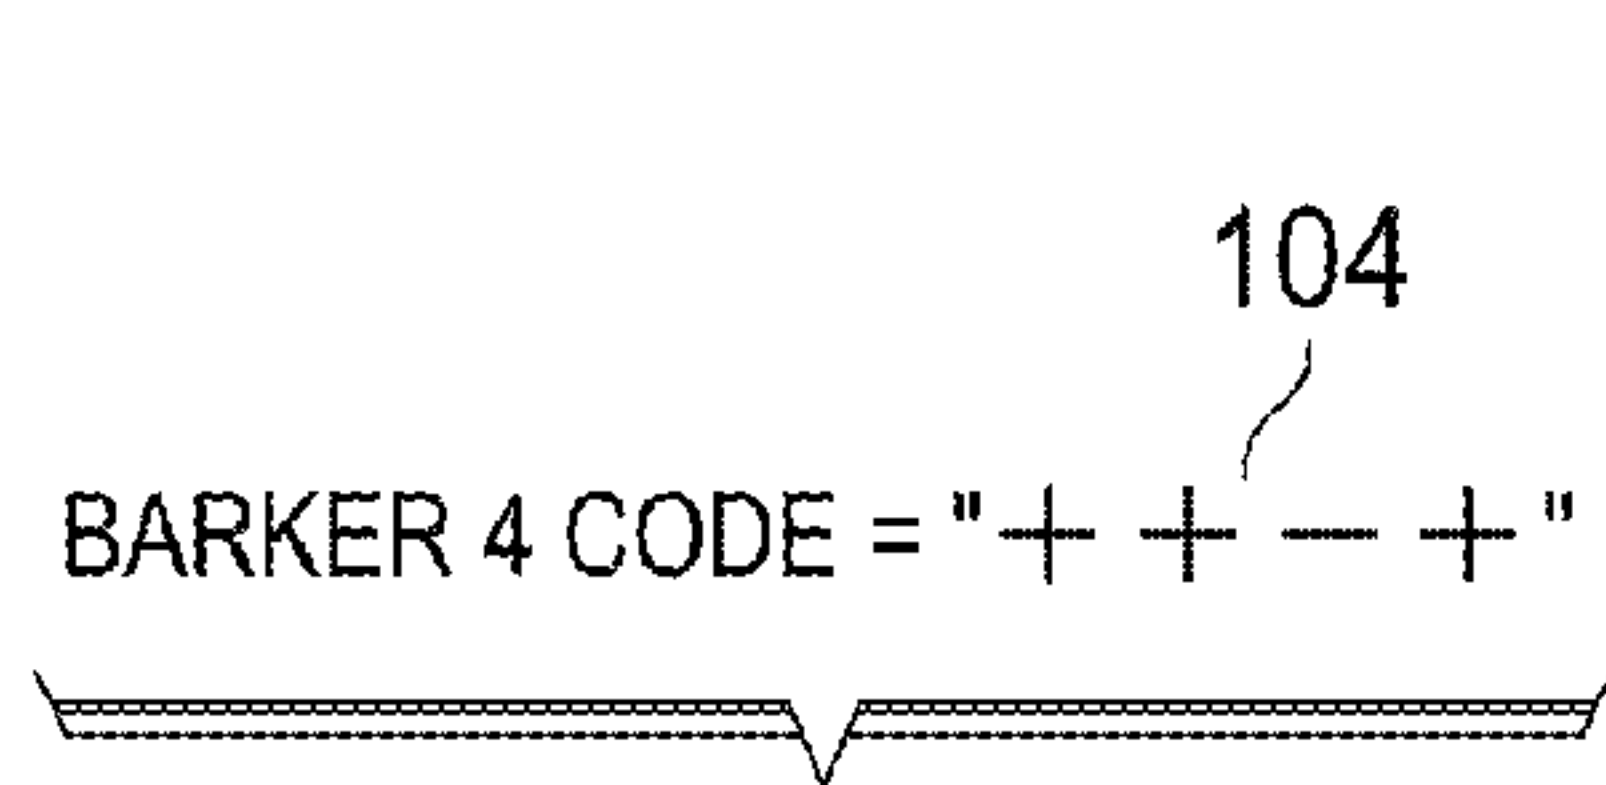 104
BARKER 4 CODE = "+ + - +"